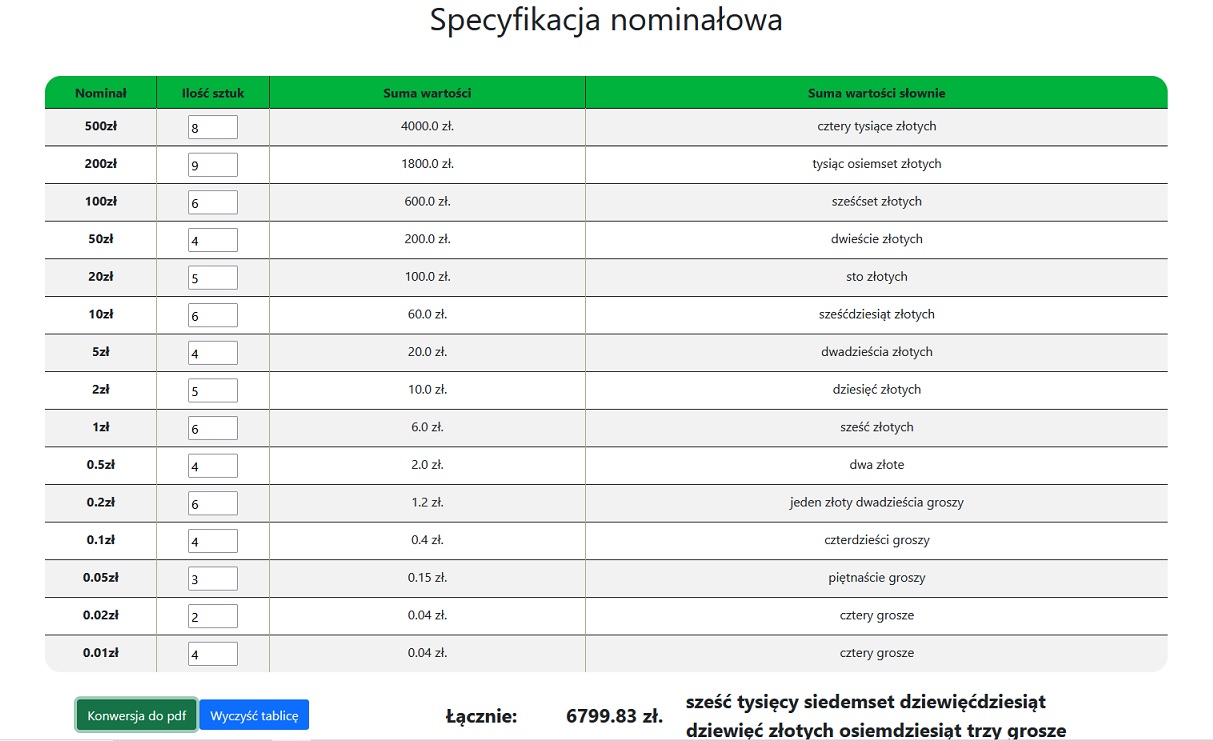 Specyfikacja nominałowa
Nominał Ilość sztuk Suma wartości Suma wartości słownie
500zł 8 4000.0 zł. cztery tysiące złotych
200zł 9 1800.0 zł. tysiąc osiemset złotych
100zł 6 600.0 zł. sześćset złotych
50zł 4 200.0 zł. dwieście złotych
20zł 5 100.0 zł. sto złotych
10zł 6 60.0 zł. sześćdziesiąt złotych
5zł 4 20.0 zł. dwadzieścia złotych
2zł 5 10.0 zł. dziesięć złotych
1zł 6 6.0 zł. sześć złotych
0.5zł 4 2.0 zł. dwa złote
0.2zł 6 1.2 zł. jeden złoty dwadzieścia groszy
0.1zł 4 0.4 zł. czterdzieści groszy
0.05zł 3 0.15 zł. piętnaście groszy
0.02zł 2 0.04 zł. cztery grosze
0.01zł 4 0.04 zł. cztery grosze
Konwersja do pdf Wyczyść tablicę Łącznie: 6799.83 zł. sześć tysięcy siedemset dziewięćdziesiąt
dziewięć złotych osiemdziesiąt trzy grosze